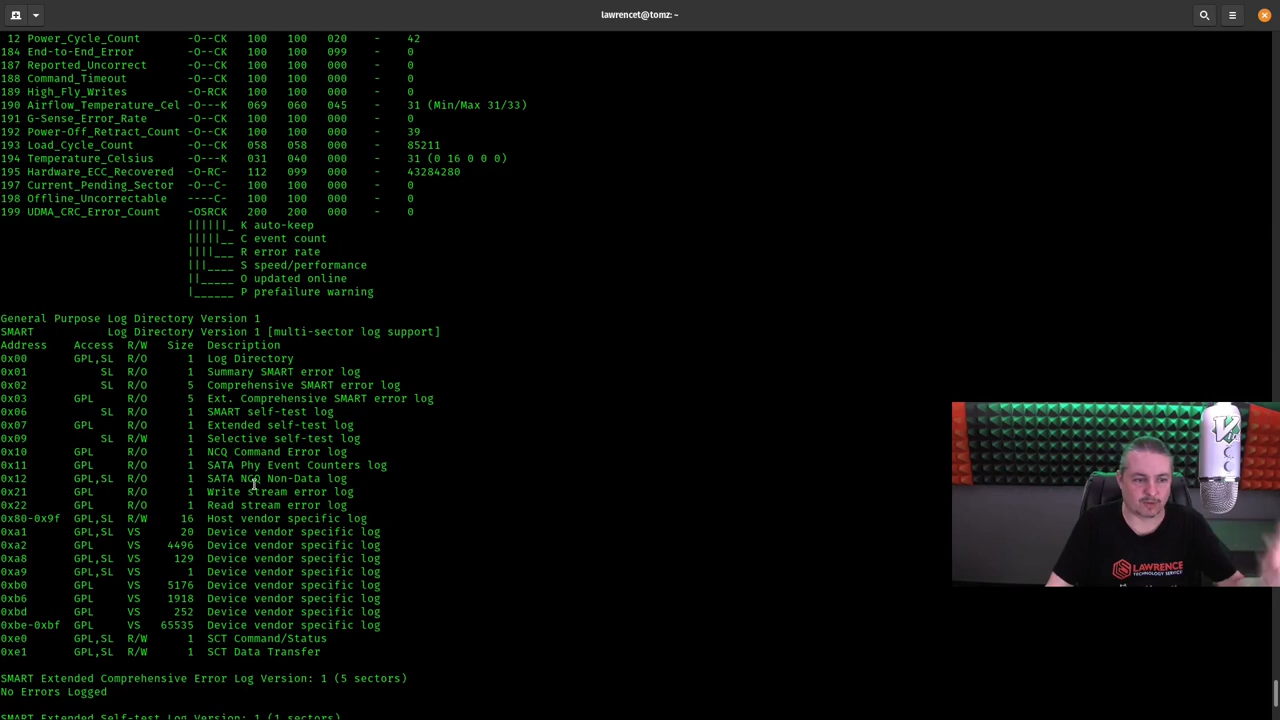 lawrencet@tomz: ~
 12 Power_Cycle_Count       -O--CK   100   100   020    -    42
184 End-to-End_Error        -O--CK   100   100   099    -    0
187 Reported_Uncorrect      -O--CK   100   100   000    -    0
188 Command_Timeout         -O--CK   100   100   000    -    0
189 High_Fly_Writes         -O-RCK   100   100   000    -    0
190 Airflow_Temperature_Cel -O---K   069   060   045    -    31 (Min/Max 31/33)
191 G-Sense_Error_Rate      -O--CK   100   100   000    -    0
192 Power-Off_Retract_Count -O--CK   100   100   000    -    39
193 Load_Cycle_Count        -O--CK   058   058   000    -    85211
194 Temperature_Celsius     -O---K   031   040   000    -    31 (0 16 0 0 0)
195 Hardware_ECC_Recovered  -O-RC-   112   099   000    -    43284280
197 Current_Pending_Sector  -O--C-   100   100   000    -    0
198 Offline_Uncorrectable   ----C-   100   100   000    -    0
199 UDMA_CRC_Error_Count    -OSRCK   200   200   000    -    0
                            ||||||_ K auto-keep
                            |||||__ C event count
                            ||||___ R error rate
                            |||____ S speed/performance
                            ||_____ O updated online
                            |______ P prefailure warning
General Purpose Log Directory Version 1
SMART           Log Directory Version 1 [multi-sector log support]
Address    Access  R/W   Size  Description
0x00       GPL,SL  R/O      1  Log Directory
0x01           SL  R/O      1  Summary SMART error log
0x02           SL  R/O      5  Comprehensive SMART error log
0x03       GPL     R/O      5  Ext. Comprehensive SMART error log
0x06           SL  R/O      1  SMART self-test log
0x07       GPL     R/O      1  Extended self-test log
0x09           SL  R/W      1  Selective self-test log
0x10       GPL     R/O      1  NCQ Command Error log
0x11       GPL     R/O      1  SATA Phy Event Counters log
0x12       GPL,SL  R/O      1  SATA NCQ Non-Data log
0x21       GPL     R/O      1  Write stream error log
0x22       GPL     R/O      1  Read stream error log
0x80-0x9f  GPL,SL  R/W     16  Host vendor specific log
0xa1       GPL,SL  VS      20  Device vendor specific log
0xa2       GPL     VS    4496  Device vendor specific log
0xa8       GPL,SL  VS     129  Device vendor specific log
0xa9       GPL,SL  VS       1  Device vendor specific log
0xb0       GPL     VS    5176  Device vendor specific log
0xb6       GPL     VS    1918  Device vendor specific log
0xbd       GPL     VS     252  Device vendor specific log
0xbe-0xbf  GPL     VS   65535  Device vendor specific log
0xe0       GPL,SL  R/W      1  SCT Command/Status
0xe1       GPL,SL  R/W      1  SCT Data Transfer
SMART Extended Comprehensive Error Log Version: 1 (5 sectors)
No Errors Logged
SMART Extended Self-test Log Version: 1 (1 sectors)
LAWRENCE
TECHNOLOGY SERVICES